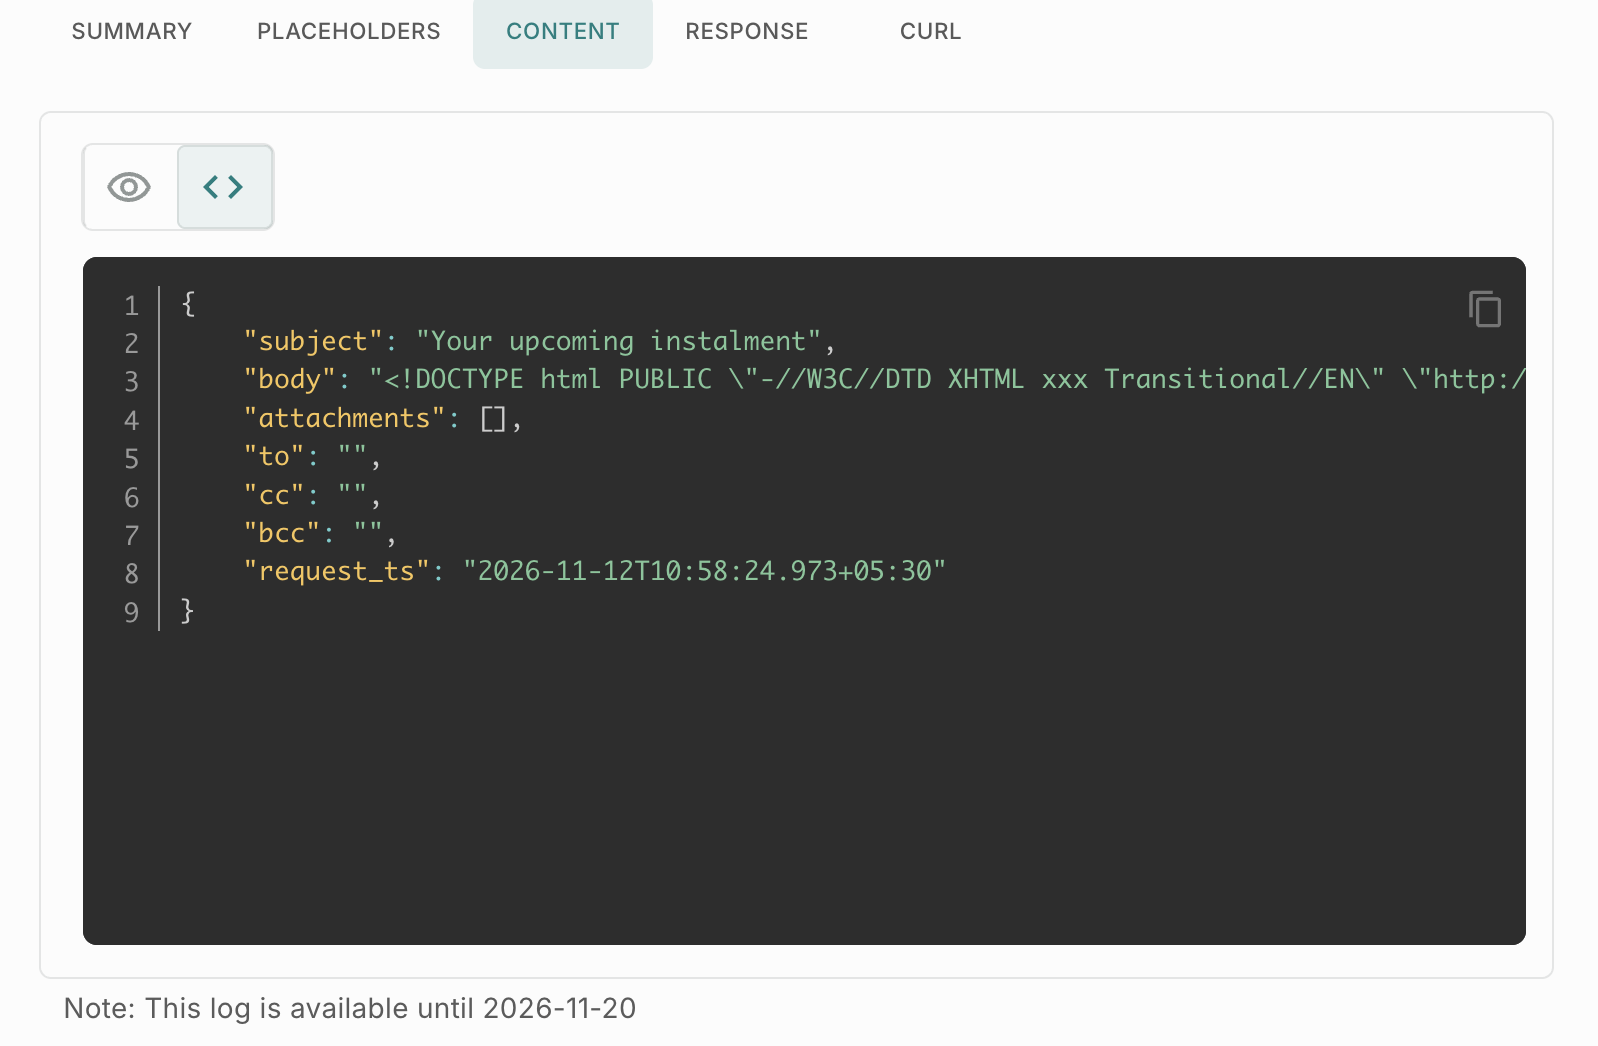 SUMMARY PLACEHOLDERS CONTENT RESPONSE CURL
1 {
2 "subject": "Your upcoming instalment",
3 "body": "<!DOCTYPE html PUBLIC \"-//W3C//DTD XHTML xxx Transitional//EN\" \"http:/
4 "attachments": [],
5 "to": "",
6 "cc": "",
7 "bcc": "",
8 "request_ts": "2026-11-12T10:58:24.973+05:30"
9 }
Note: This log is available until 2026-11-20